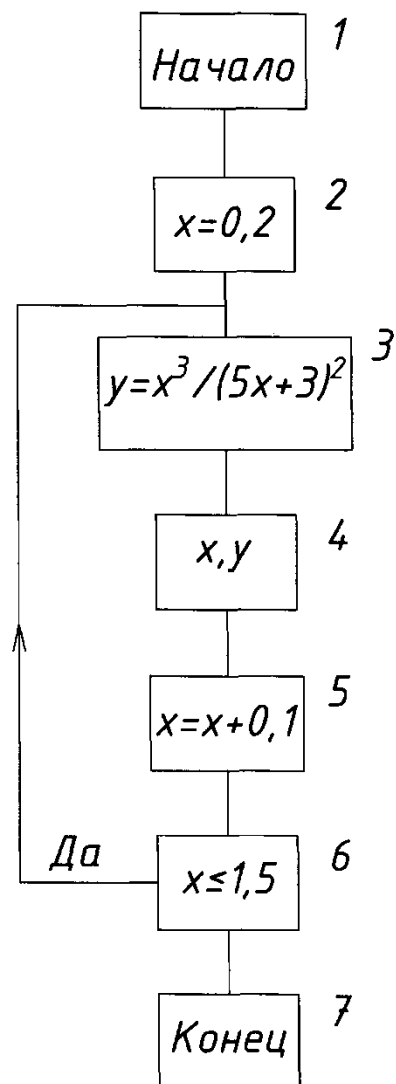 1
Начало
2
x=0,2
3
y=x³/(5x+3)²
4
x,y
5
x=x+0,1
Да
6
x≤1,5
7
Конец